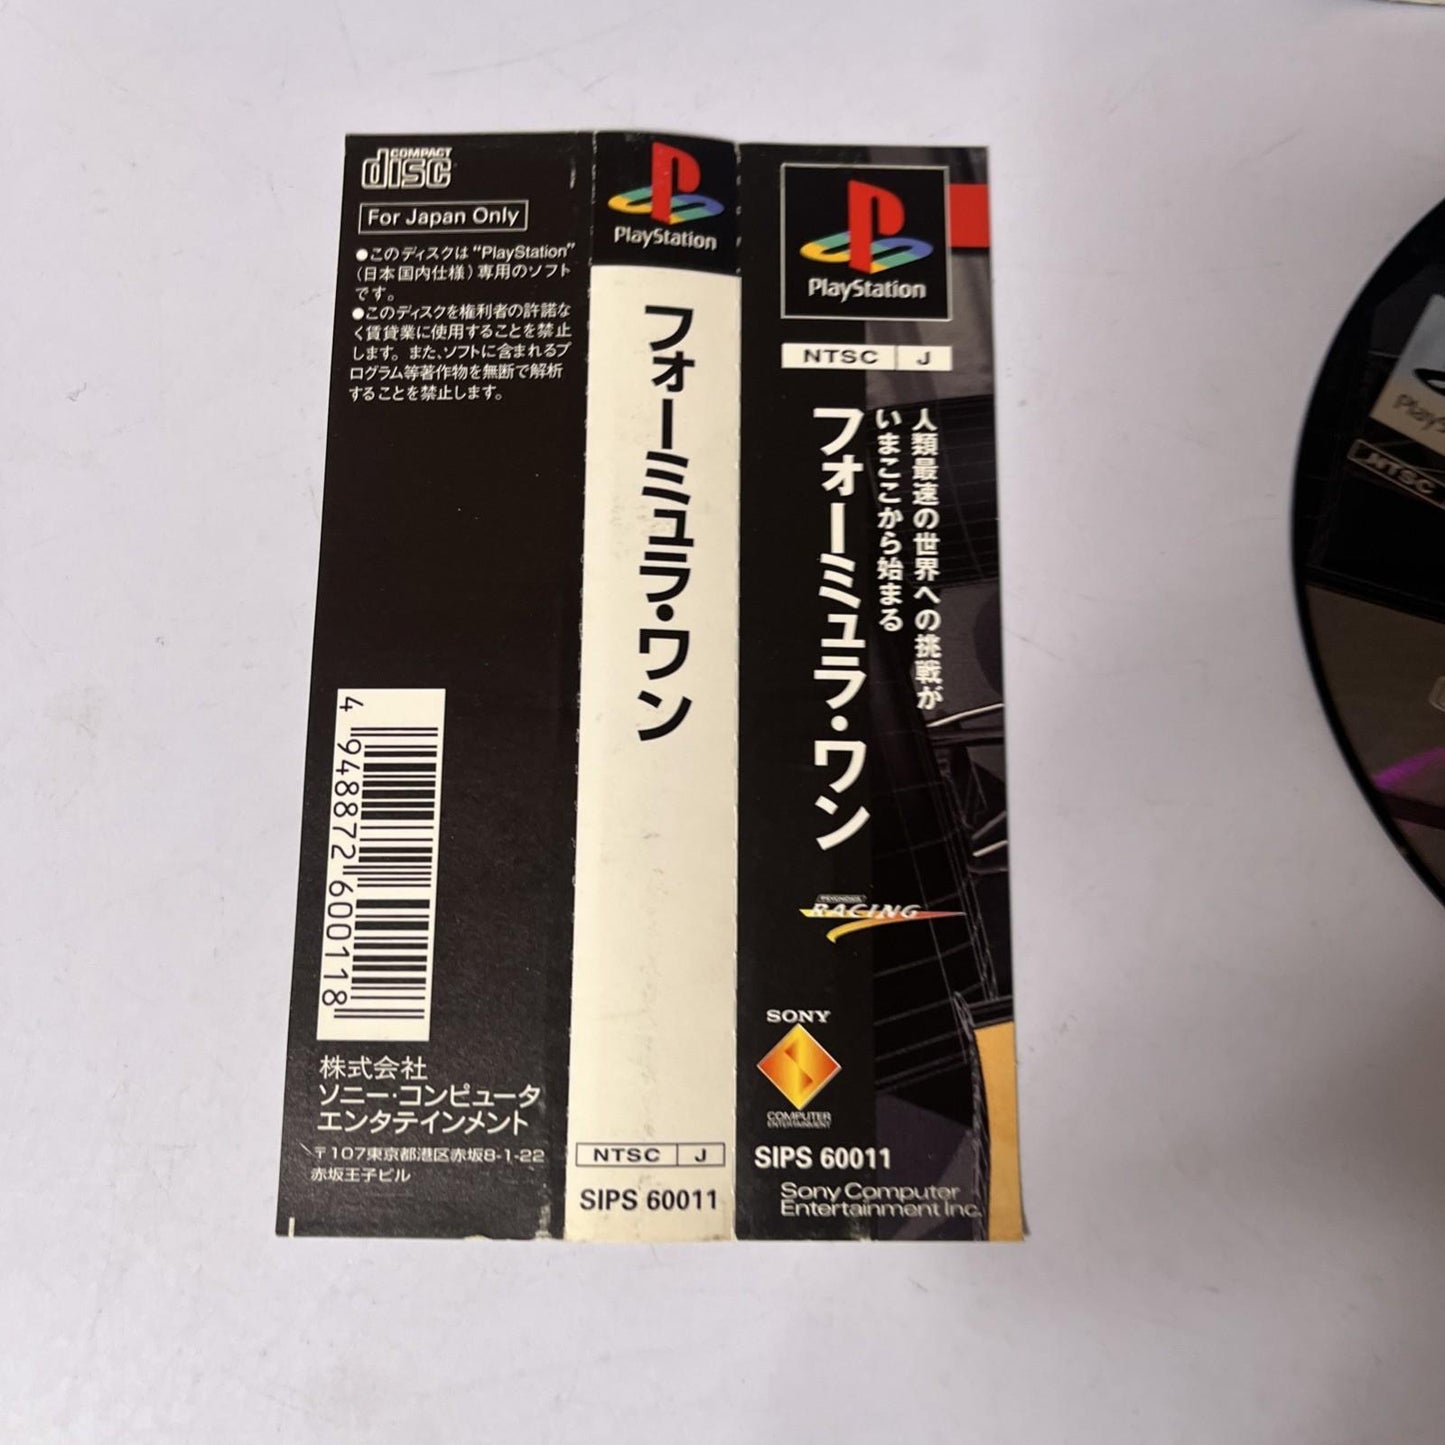 COMPACT
disc
For Japan Only
●このディスクは“PlayStation”
(日本国内仕様)専用のソフト
です。
●このディスクを権利者の許諾な
く賃貸業に使用することを禁止
します。また、ソフトに含まれるプ
ログラム等著作物を無断で解析
することを禁止します。
4 948872 600118
株式会社
ソニー・コンピュータ
エンタテインメント
〒107東京都港区赤坂8-1-22
赤坂王子ビル
PlayStation
フォーミュラ・ワン
NTSC J
SIPS 60011
PlayStation
NTSC J
人類最速の世界への挑戦が
いまここから始まる
フォーミュラ・ワン
RACING
SONY
COMPUTER
ENTERTAINMENT
SIPS 60011
Sony Computer
Entertainment Inc.
NTSC